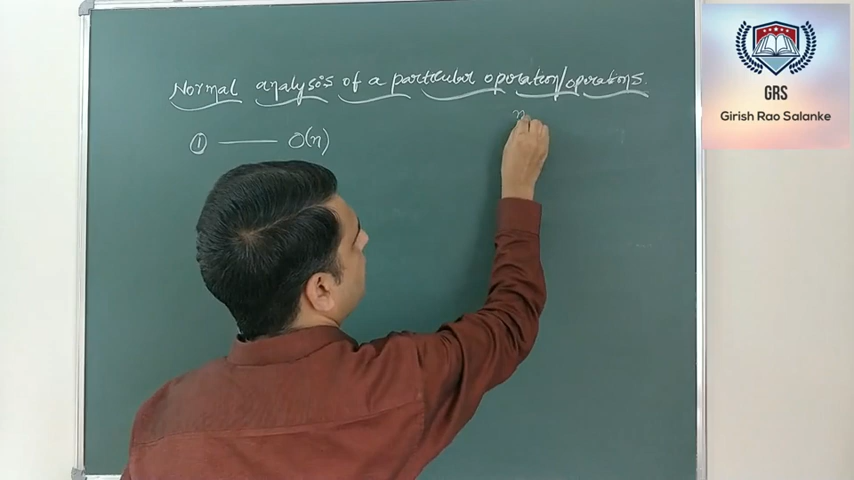 Normal analysis of a particular operation/operations.
① —— O(n)
n
GRS
Girish Rao Salanke